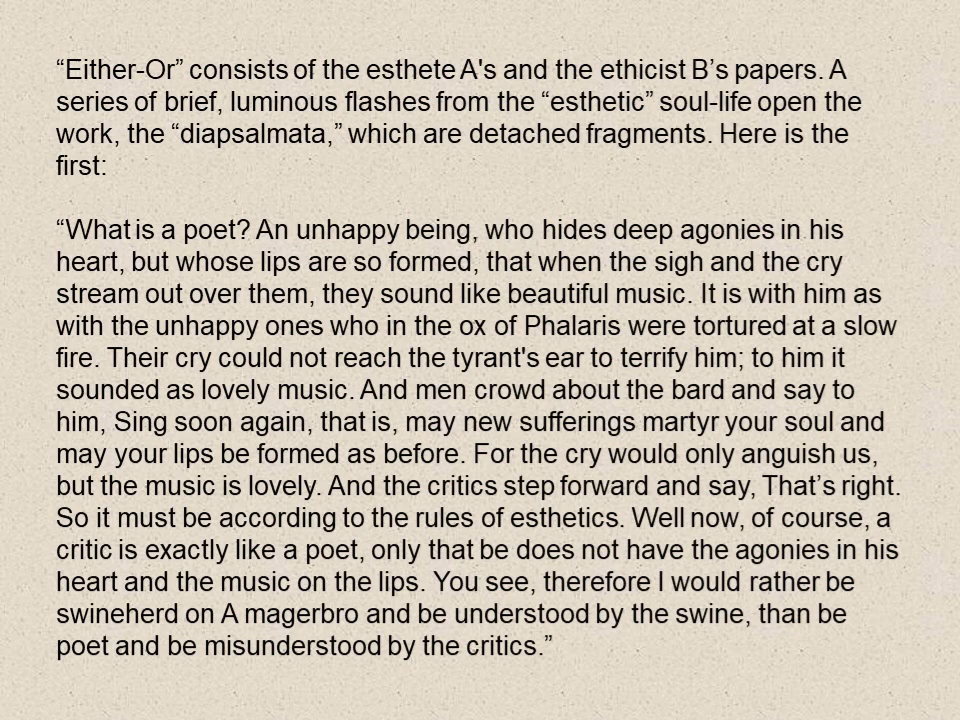 “Either-Or” consists of the esthete A's and the ethicist B’s papers. A
series of brief, luminous flashes from the “esthetic” soul-life open the
work, the “diapsalmata,” which are detached fragments. Here is the
first:
“What is a poet? An unhappy being, who hides deep agonies in his
heart, but whose lips are so formed, that when the sigh and the cry
stream out over them, they sound like beautiful music. It is with him as
with the unhappy ones who in the ox of Phalaris were tortured at a slow
fire. Their cry could not reach the tyrant's ear to terrify him; to him it
sounded as lovely music. And men crowd about the bard and say to
him, Sing soon again, that is, may new sufferings martyr your soul and
may your lips be formed as before. For the cry would only anguish us,
but the music is lovely. And the critics step forward and say, That’s right.
So it must be according to the rules of esthetics. Well now, of course, a
critic is exactly like a poet, only that be does not have the agonies in his
heart and the music on the lips. You see, therefore I would rather be
swineherd on A magerbro and be understood by the swine, than be
poet and be misunderstood by the critics.”